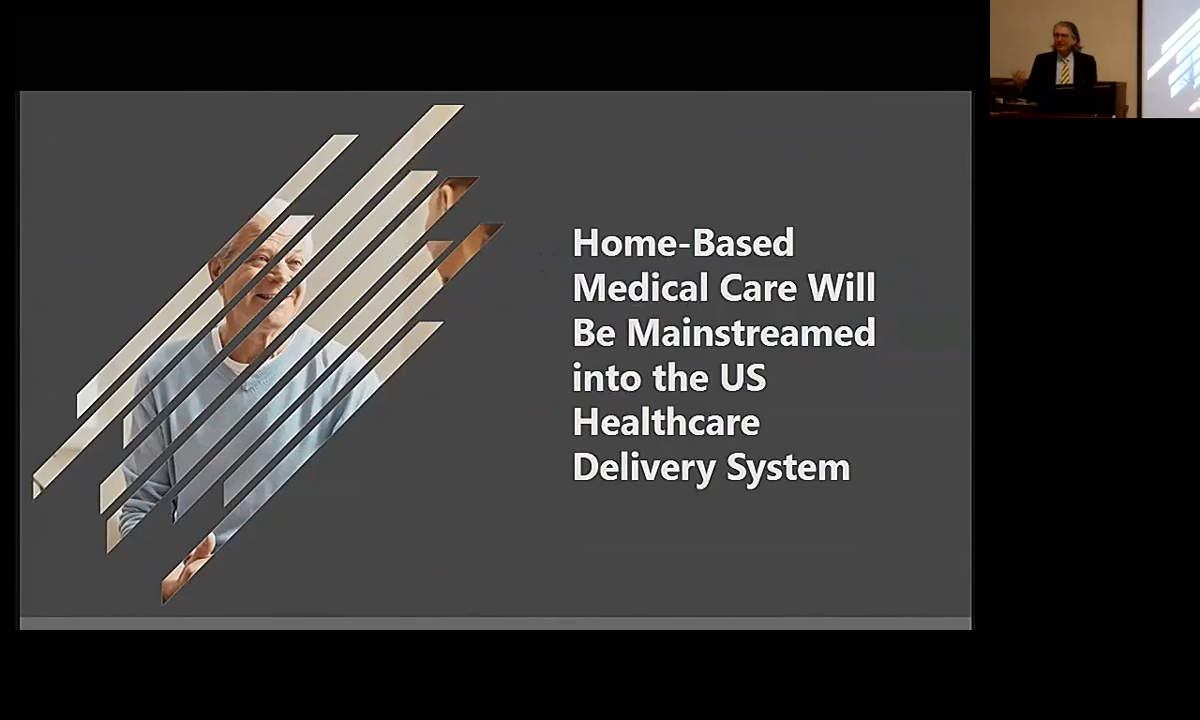 Home-Based
Medical Care Will
Be Mainstreamed
into the US
Healthcare
Delivery System